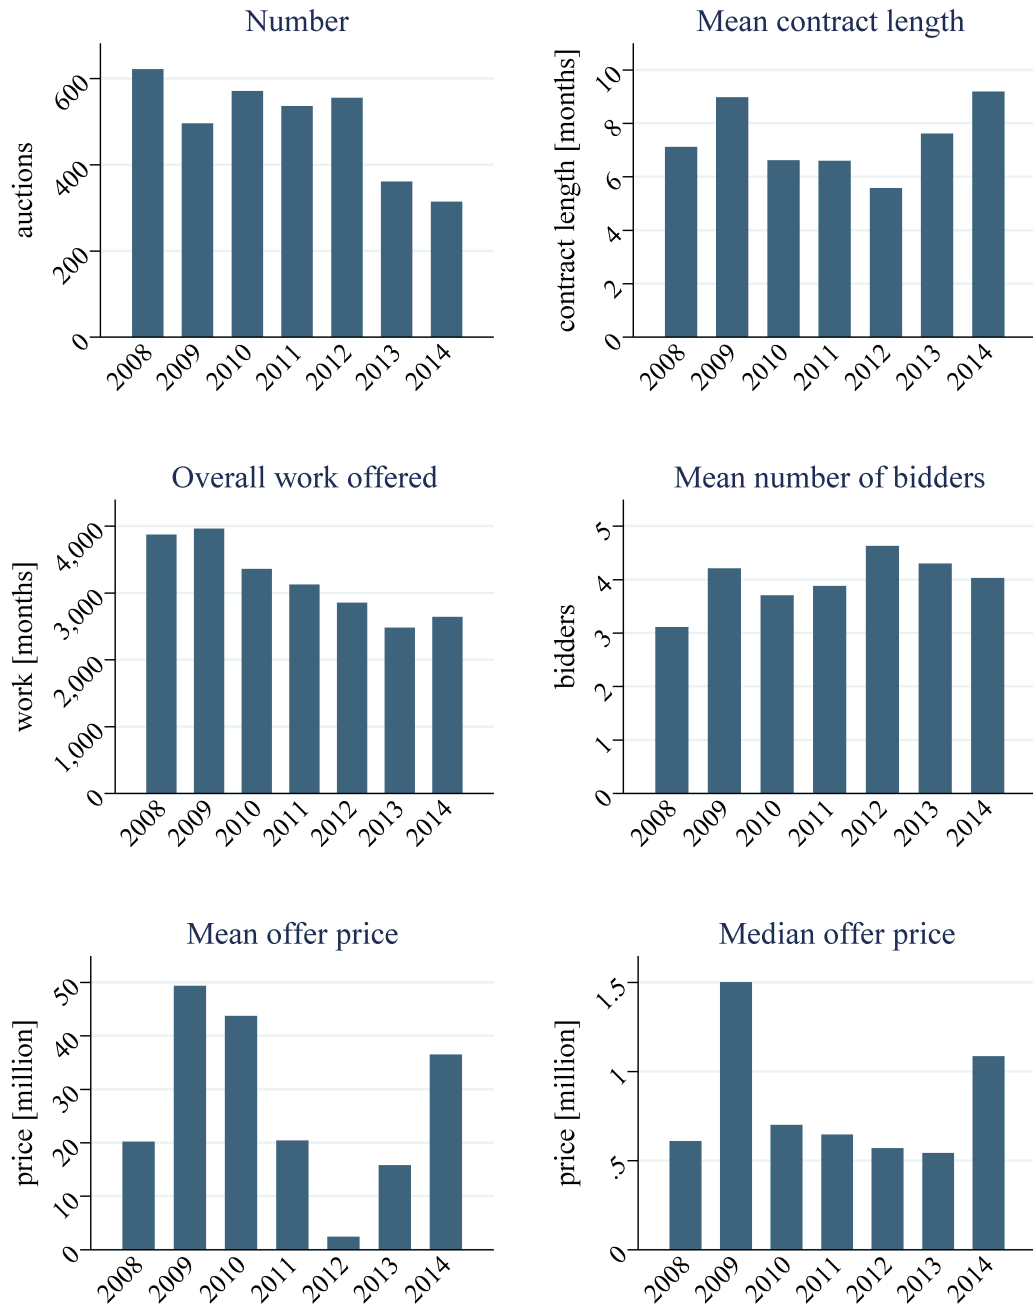 Number
auctions
600
400
200
0
2008 2009 2010 2011 2012 2013 2014
Mean contract length
contract length [months]
10
8
6
4
2
0
2008 2009 2010 2011 2012 2013 2014
Overall work offered
work [months]
4,000
3,000
2,000
1,000
0
2008 2009 2010 2011 2012 2013 2014
Mean number of bidders
bidders
5
4
3
2
1
0
2008 2009 2010 2011 2012 2013 2014
Mean offer price
price [million]
50
40
30
20
10
0
2008 2009 2010 2011 2012 2013 2014
Median offer price
price [million]
1.5
1
.5
0
2008 2009 2010 2011 2012 2013 2014